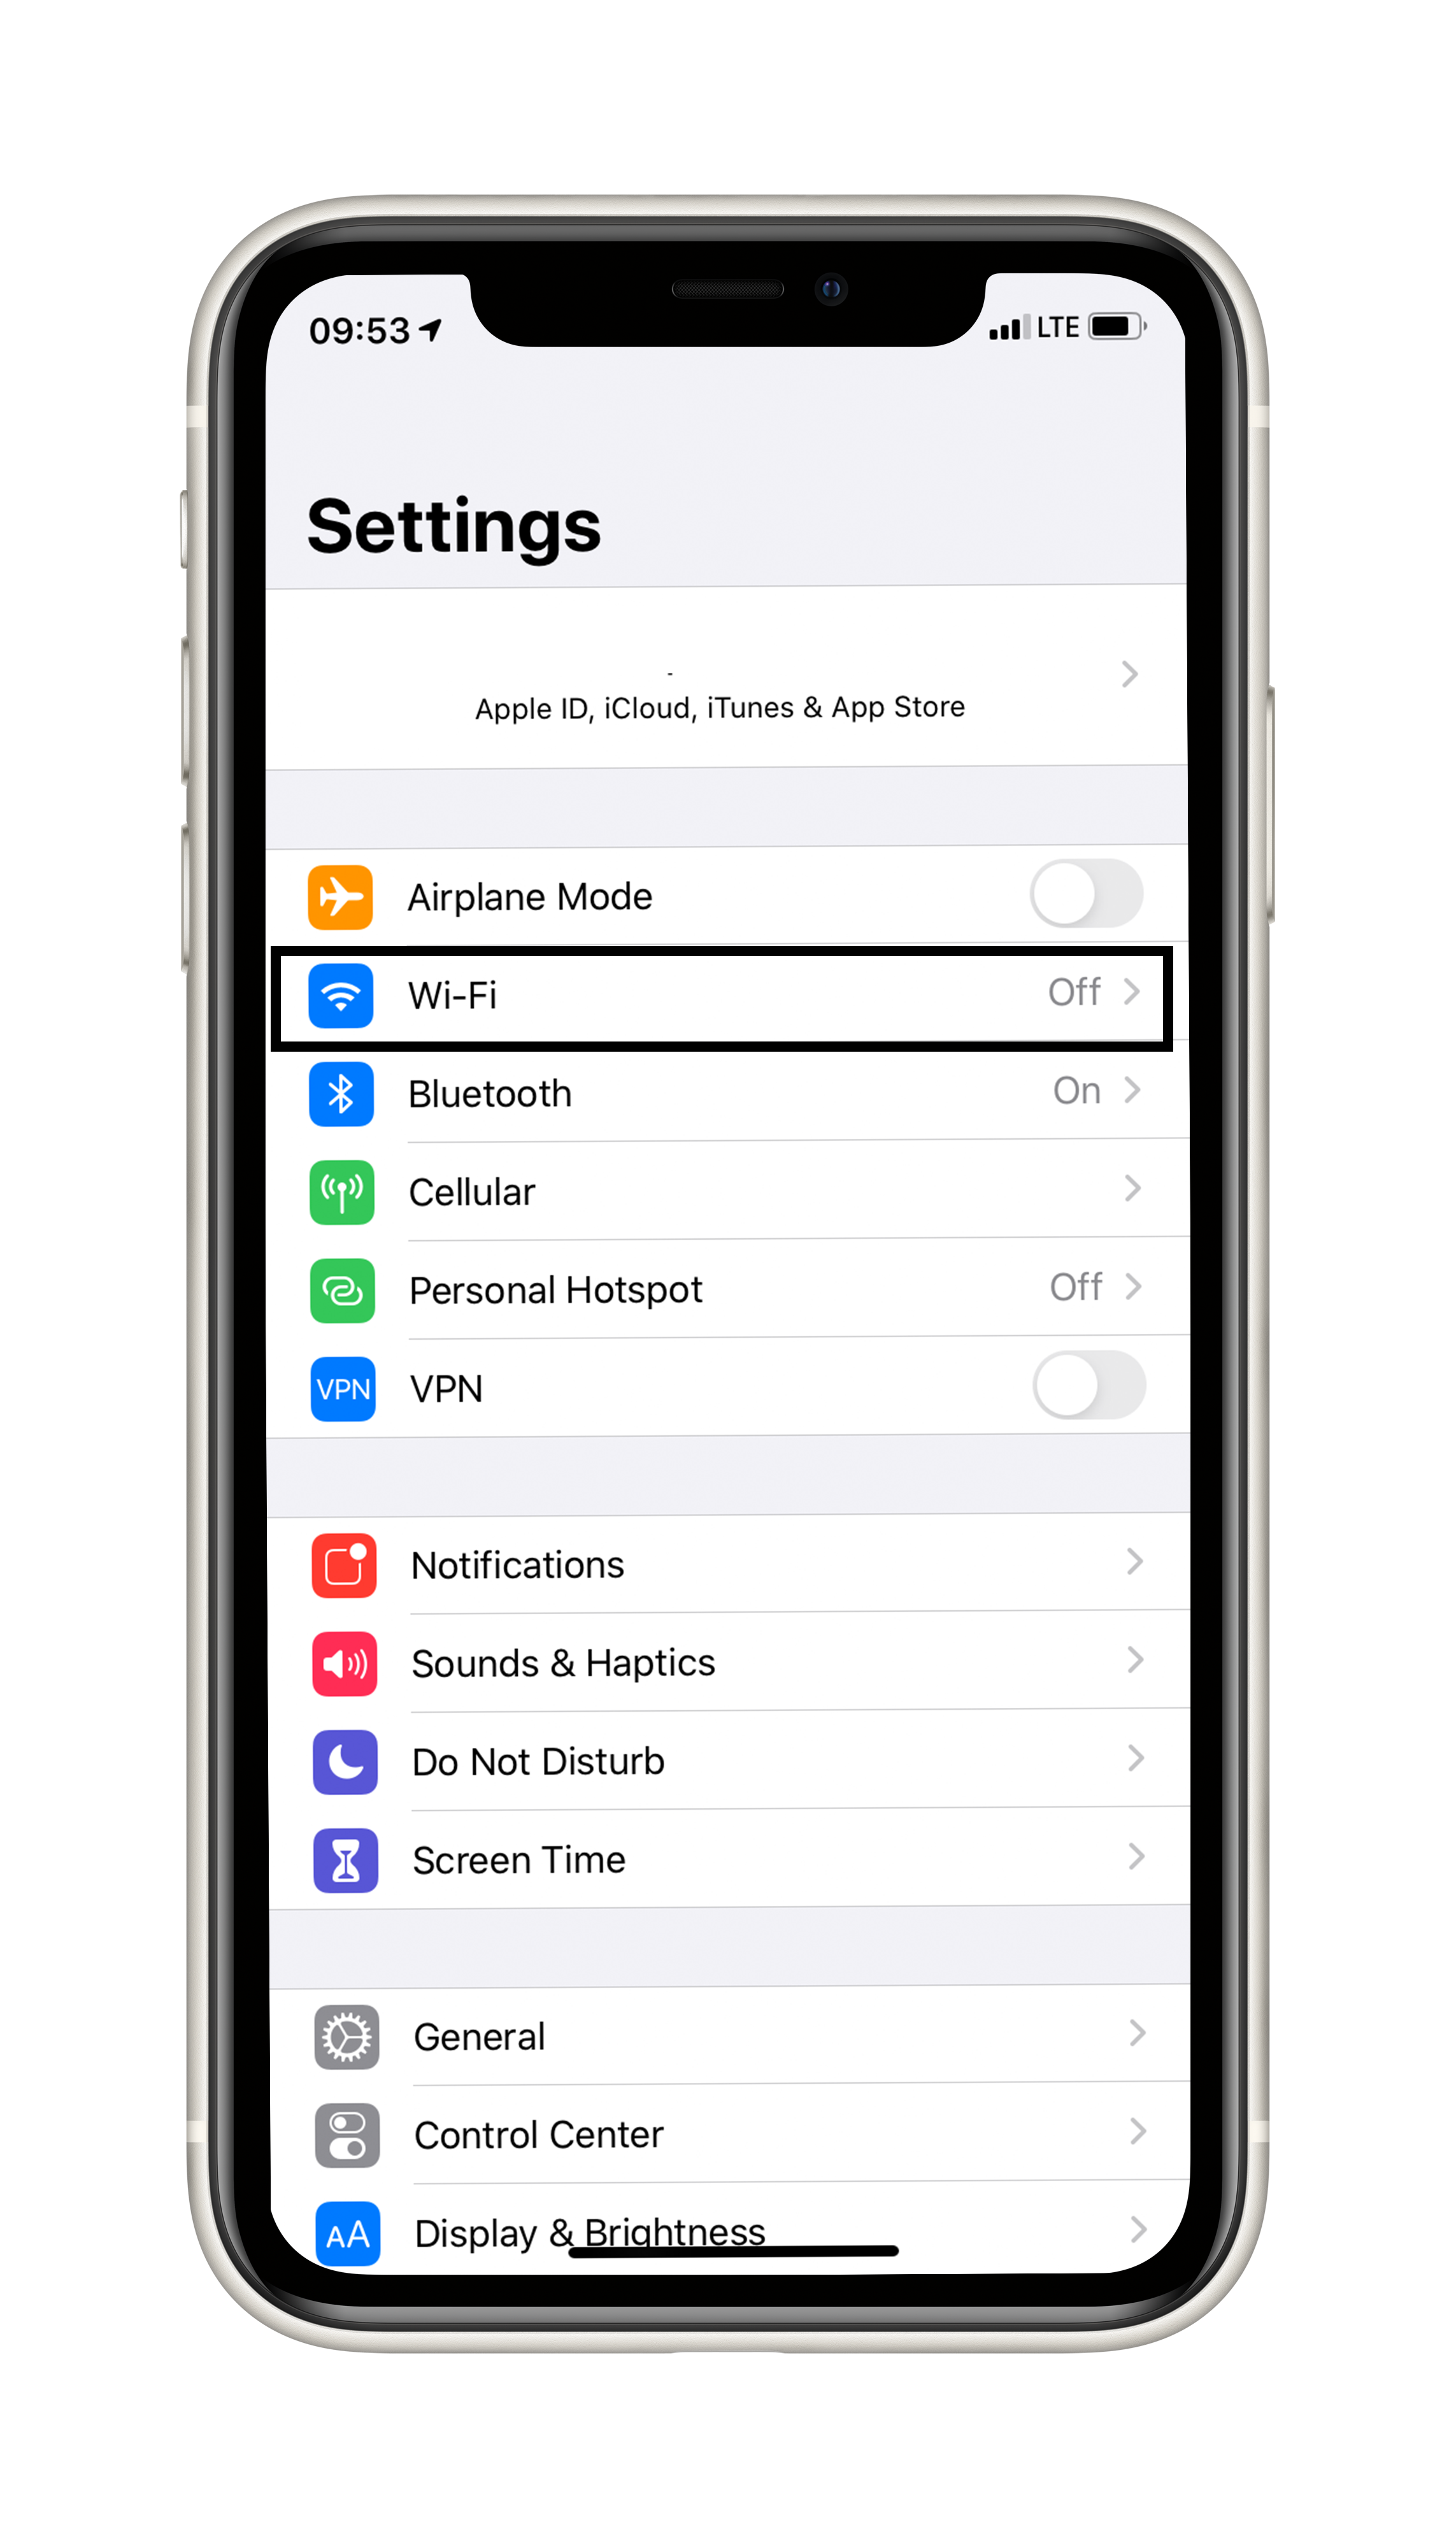 09:53 LTE
Settings
-
Apple ID, iCloud, iTunes & App Store
Airplane Mode
Wi-Fi Off
Bluetooth On
Cellular
Personal Hotspot Off
VPN VPN
Notifications
Sounds & Haptics
Do Not Disturb
Screen Time
General
Control Center
AA Display & Brightness